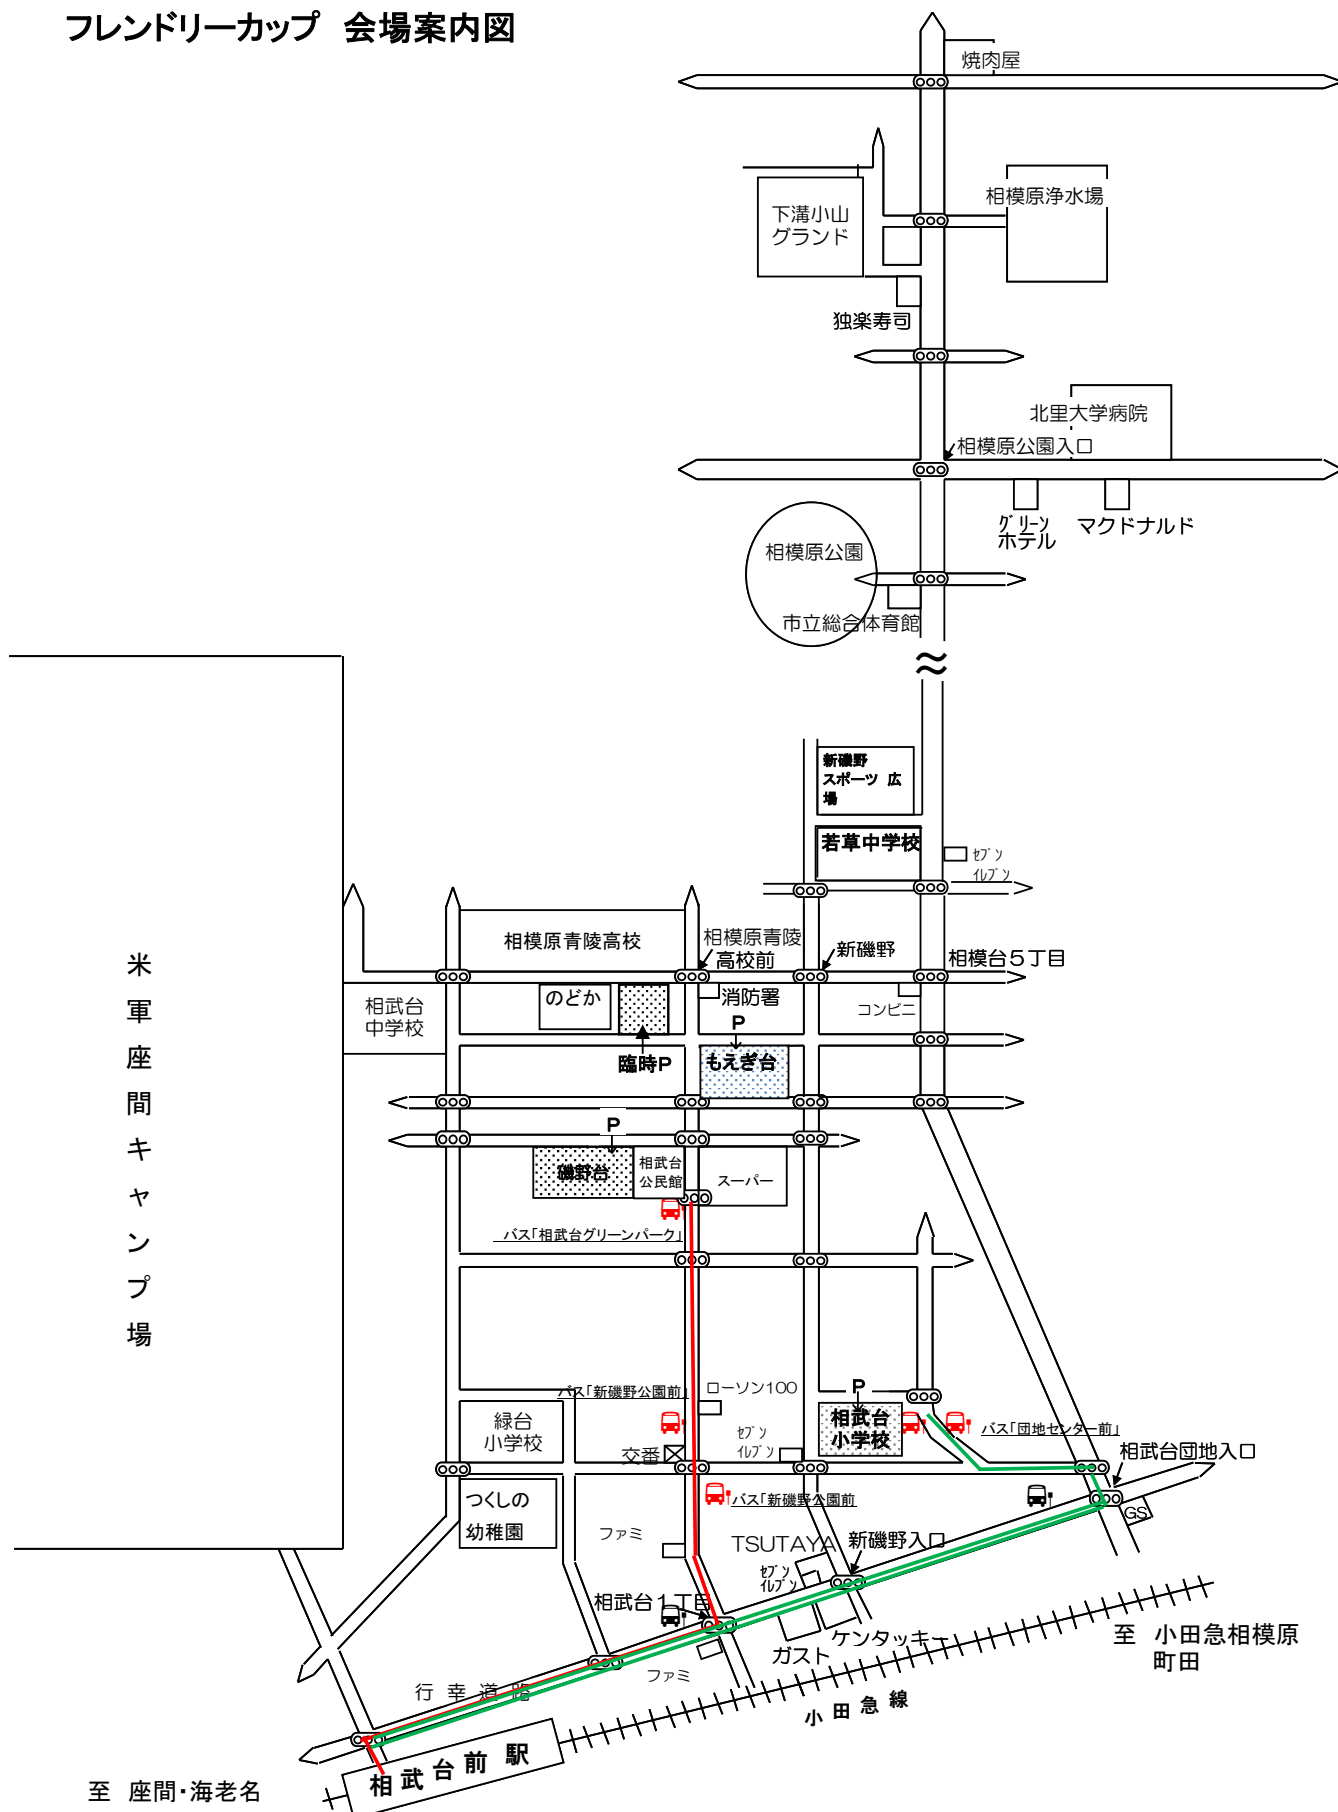 フレンドリーカップ 会場案内図
焼肉屋
相模原浄水場
下溝小山
グランド
独楽寿司
北里大学病院
相模原公園入口
グリーン
ホテル
マクドナルド
相模原公園
市立総合体育館
≈
新磯野
スポーツ 広
場
若草中学校
セブン
イレブン
相模原青陵高校
相模原青陵
高校前
新磯野
相模台5丁目
米軍座間キャンプ場
相武台
中学校
のどか
消防署
コンビニ
P
臨時P
もえぎ台
P
磯野台
相武台
公民館
スーパー
バス「相武台グリーンパーク」
バス「新磯野公園前」
ローソン100
P
相武台
小学校
バス「団地センター前」
緑台
小学校
交番
セブン
イレブン
相武台団地入口
つくしの
幼稚園
バス「新磯野公園前
GS
ファミ
TSUTAYA
新磯野入口
セブン
イレブン
相武台1丁目
ケンタッキー
ガスト
至 小田急相模原
町田
ファミ
行幸道路
小田急線
相武台前駅
至 座間・海老名